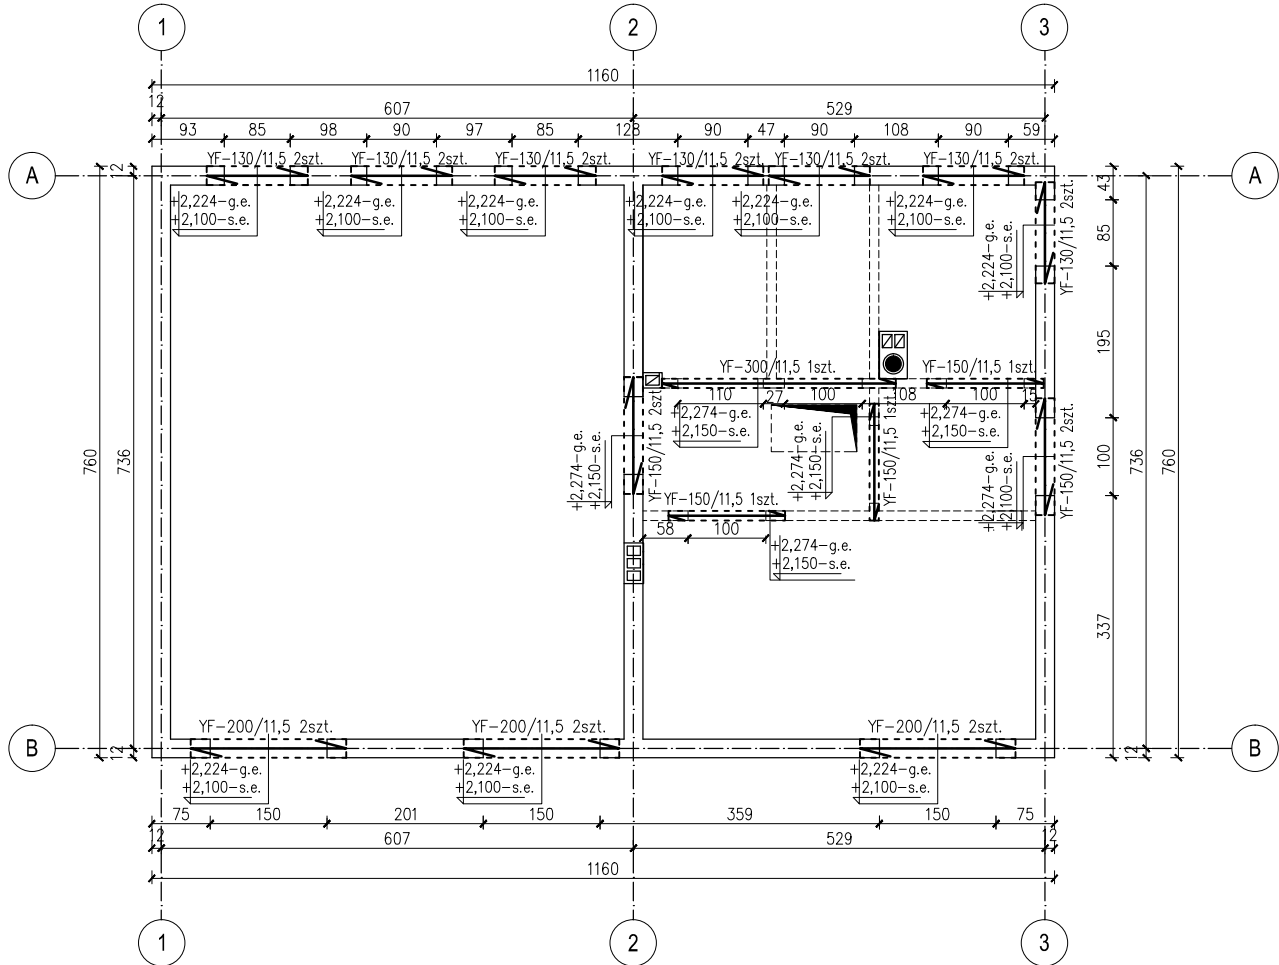 1 2 3
1160
12 607 529
93 85 98 90 97 85 128 90 47 90 108 90 59
YF-130/11,5 2szt. YF-130/11,5 2szt. YF-130/11,5 2szt. YF-130/11,5 2szt. YF-130/11,5 2szt. YF-130/11,5 2szt.
A A
12
+2,224-g.e. +2,224-g.e. +2,224-g.e. +2,224-g.e. +2,224-g.e. +2,224-g.e.
+2,100-s.e. +2,100-s.e. +2,100-s.e. +2,100-s.e. +2,100-s.e. +2,100-s.e.
43
85
YF-130/11,5 2szt.
+2,224-g.e.
+2,100-s.e.
195
YF-300/11,5 1szt. YF-150/11,5 1szt.
110 27 100 108 100 15
+2,274-g.e. +2,274-g.e.
+2,150-s.e. +2,150-s.e.
YF-150/11,5 2szt.
+2,274-g.e.
+2,150-s.e.
+2,274-g.e.
+2,150-s.e.
YF-150/11,5 1szt.
+2,274-g.e.
+2,100-s.e.
YF-150/11,5 2szt.
100
760 736 736 760
YF-150/11,5 1szt.
58 100
+2,274-g.e.
+2,150-s.e.
337
YF-200/11,5 2szt. YF-200/11,5 2szt. YF-200/11,5 2szt.
B B
12 12
+2,224-g.e. +2,224-g.e. +2,224-g.e.
+2,100-s.e. +2,100-s.e. +2,100-s.e.
75 150 201 150 359 150 75
12 607 529 12
1160
1 2 3